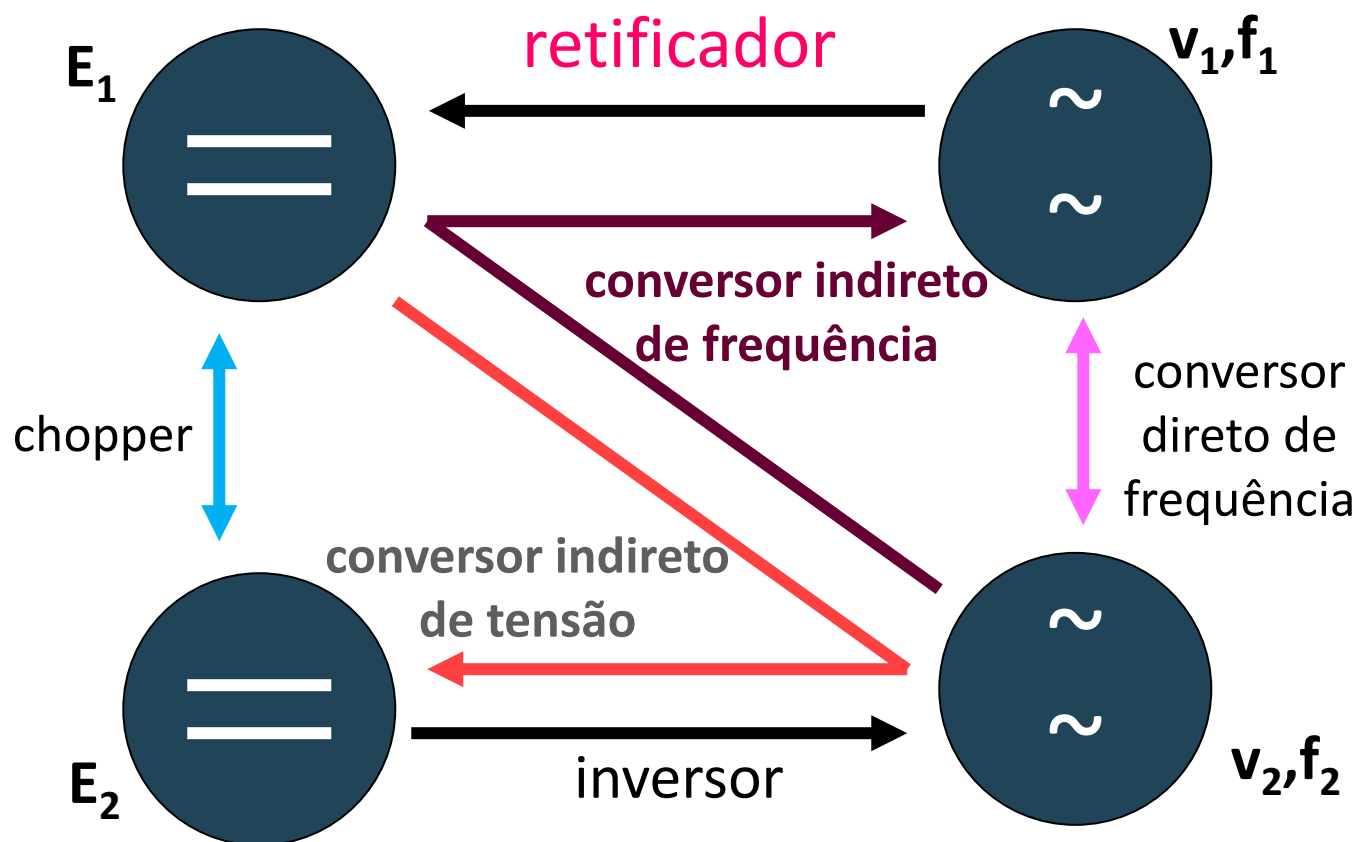 retificador
E₁
v₁,f₁
~
~
conversor indireto
de frequência
conversor
direto de
frequência
chopper
conversor indireto
de tensão
~
~
inversor
E₂
v₂,f₂